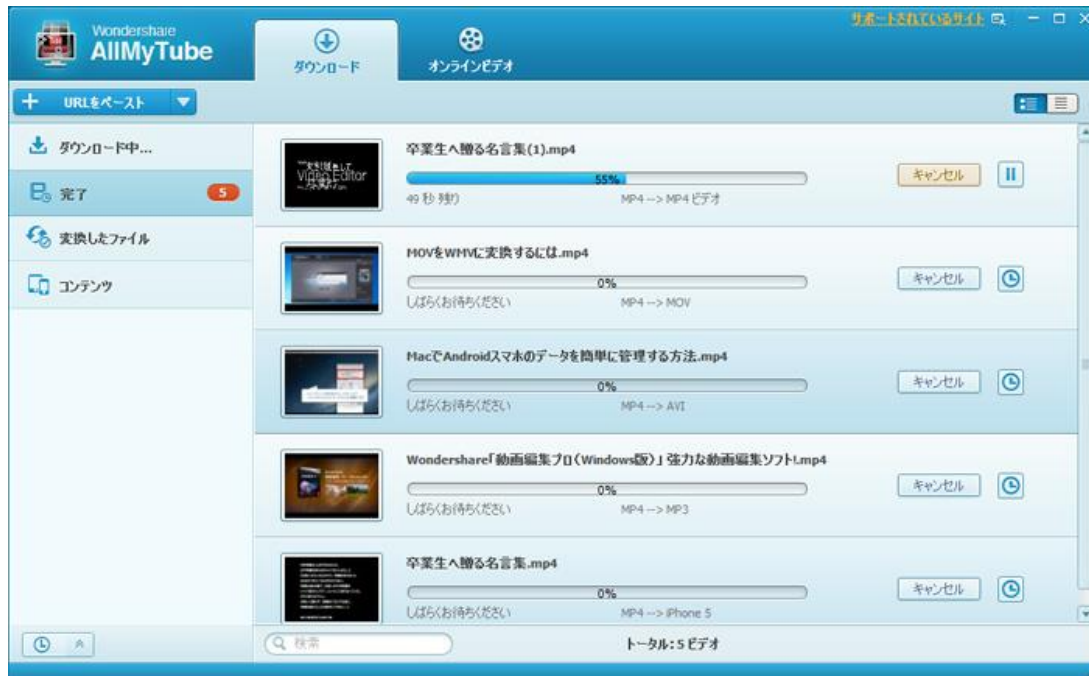 Wondershare
AllMyTube
ダウンロード
オンラインビデオ
サポートされているサイト
URLをペースト
ダウンロード中...
完了
5
変換したファイル
コンテンツ
Video Editor
卒業生へ贈る名言集(1).mp4
55%
49 秒 残り
MP4 --> MP4 ビデオ
キャンセル
MOVをWMVに変換するには.mp4
0%
しばらくお待ちください
MP4 --> MOV
キャンセル
MacでAndroidスマホのデータを簡単に管理する方法.mp4
0%
しばらくお待ちください
MP4 --> AVI
キャンセル
Wondershare「動画編集プロ(Windows版)」強力な動画編集ソフト!.mp4
0%
しばらくお待ちください
MP4 --> MP3
キャンセル
卒業生へ贈る名言集.mp4
0%
しばらくお待ちください
MP4 --> iPhone 5
キャンセル
検索
トータル: 5 ビデオ